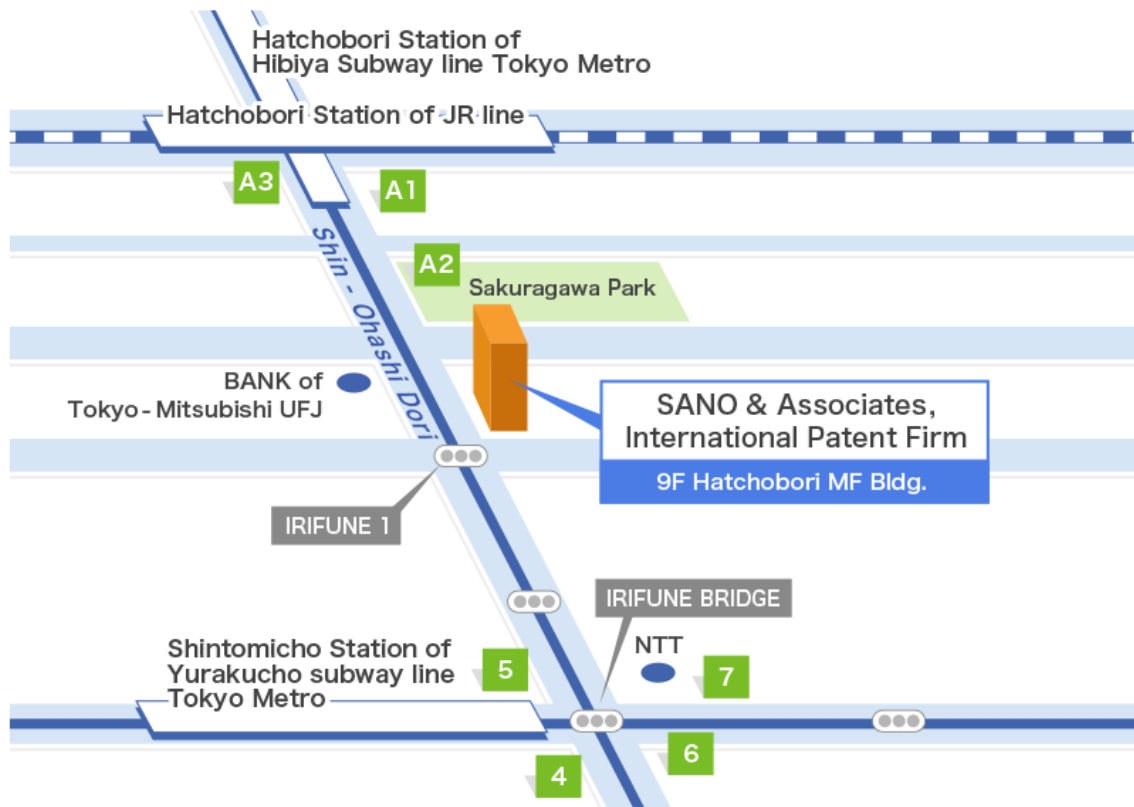 Hatchobori Station of
Hibiya Subway line Tokyo Metro
Hatchobori Station of JR line
A3
A1
Shin - Ohashi Dori
A2
Sakuragawa Park
BANK of
Tokyo - Mitsubishi UFJ
SANO & Associates,
International Patent Firm
9F Hatchobori MF Bldg.
IRIFUNE 1
IRIFUNE BRIDGE
Shintomicho Station of
Yurakucho subway line
Tokyo Metro
5
NTT
7
4
6